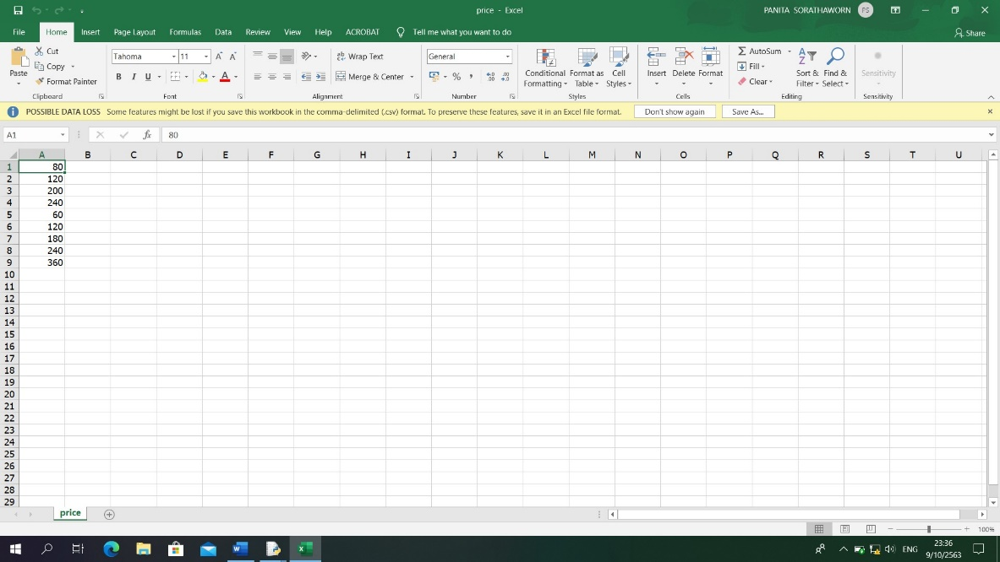 price - Excel
PANITA SORATHAWORN PS
File Home Insert Page Layout Formulas Data Review View Help ACROBAT Tell me what you want to do Share
Paste
Cut
Copy
Format Painter
Clipboard
Tahoma 11 A A
B I U A
Font
ab Wrap Text
Merge & Center
Alignment
General
% ,
Number
Conditional Formatting
Format as Table
Cell Styles
Styles
Insert Delete Format
Cells
AutoSum
Fill
Clear
Sort & Filter
Find & Select
Editing
Sensitivity
Sensitivity
POSSIBLE DATA LOSS Some features might be lost if you save this workbook in the comma-delimited (.csv) format. To preserve these features, save it in an Excel file format. Don't show again Save As...
A1 fx 80
A B C D E F G H I J K L M N O P Q R S T U
1 80
2 120
3 200
4 240
5 60
6 120
7 180
8 240
9 360
10
11
12
13
14
15
16
17
18
19
20
21
22
23
24
25
26
27
28
29
price
100%
ENG
23:36
9/10/2563